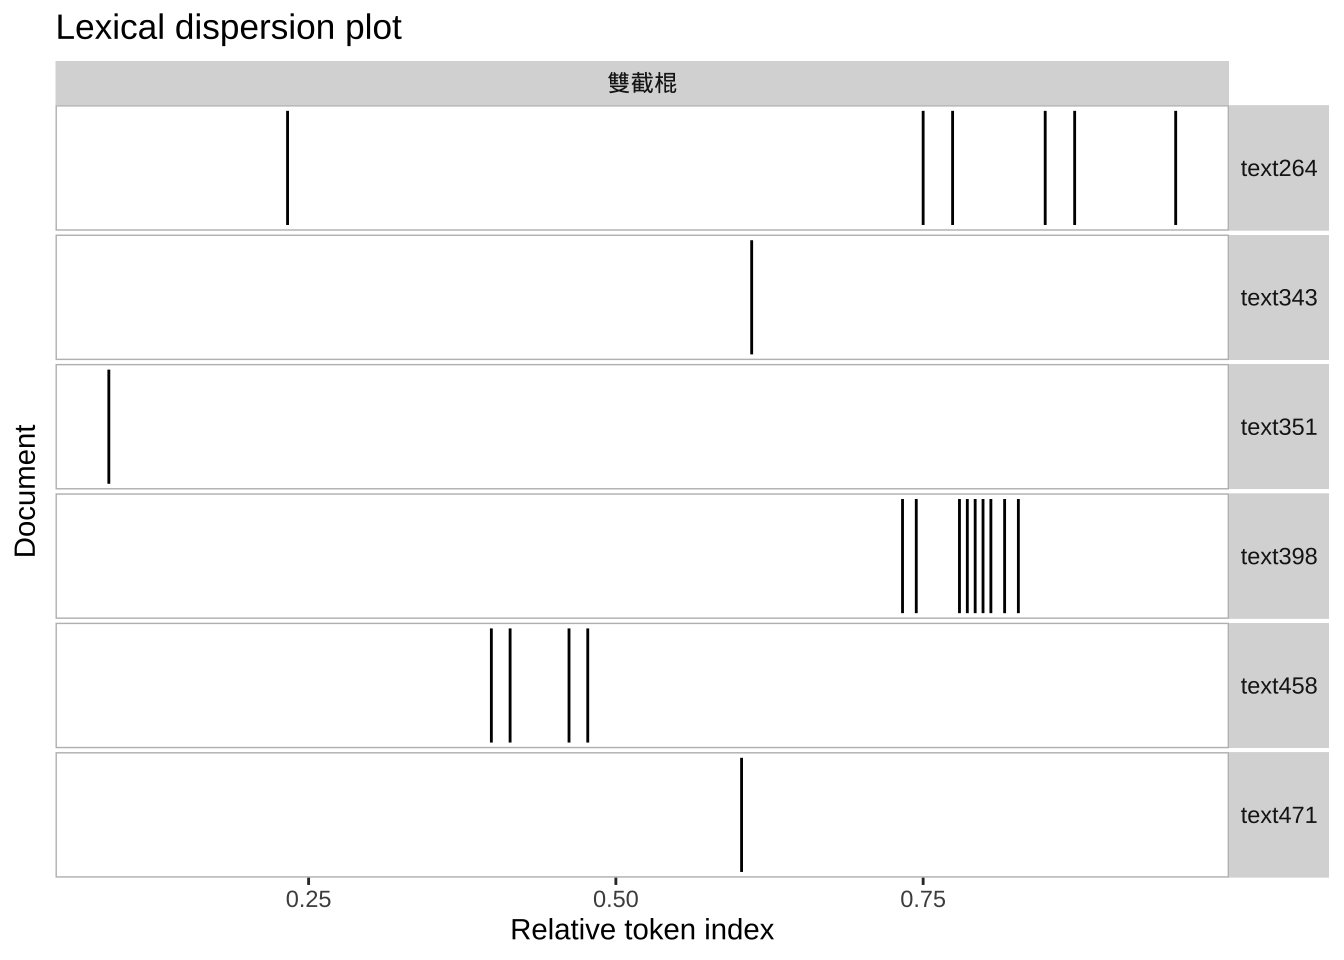 Lexical dispersion plot
雙截棍
text264
text343
text351
text398
text458
text471
Document
0.25 0.50 0.75
Relative token index